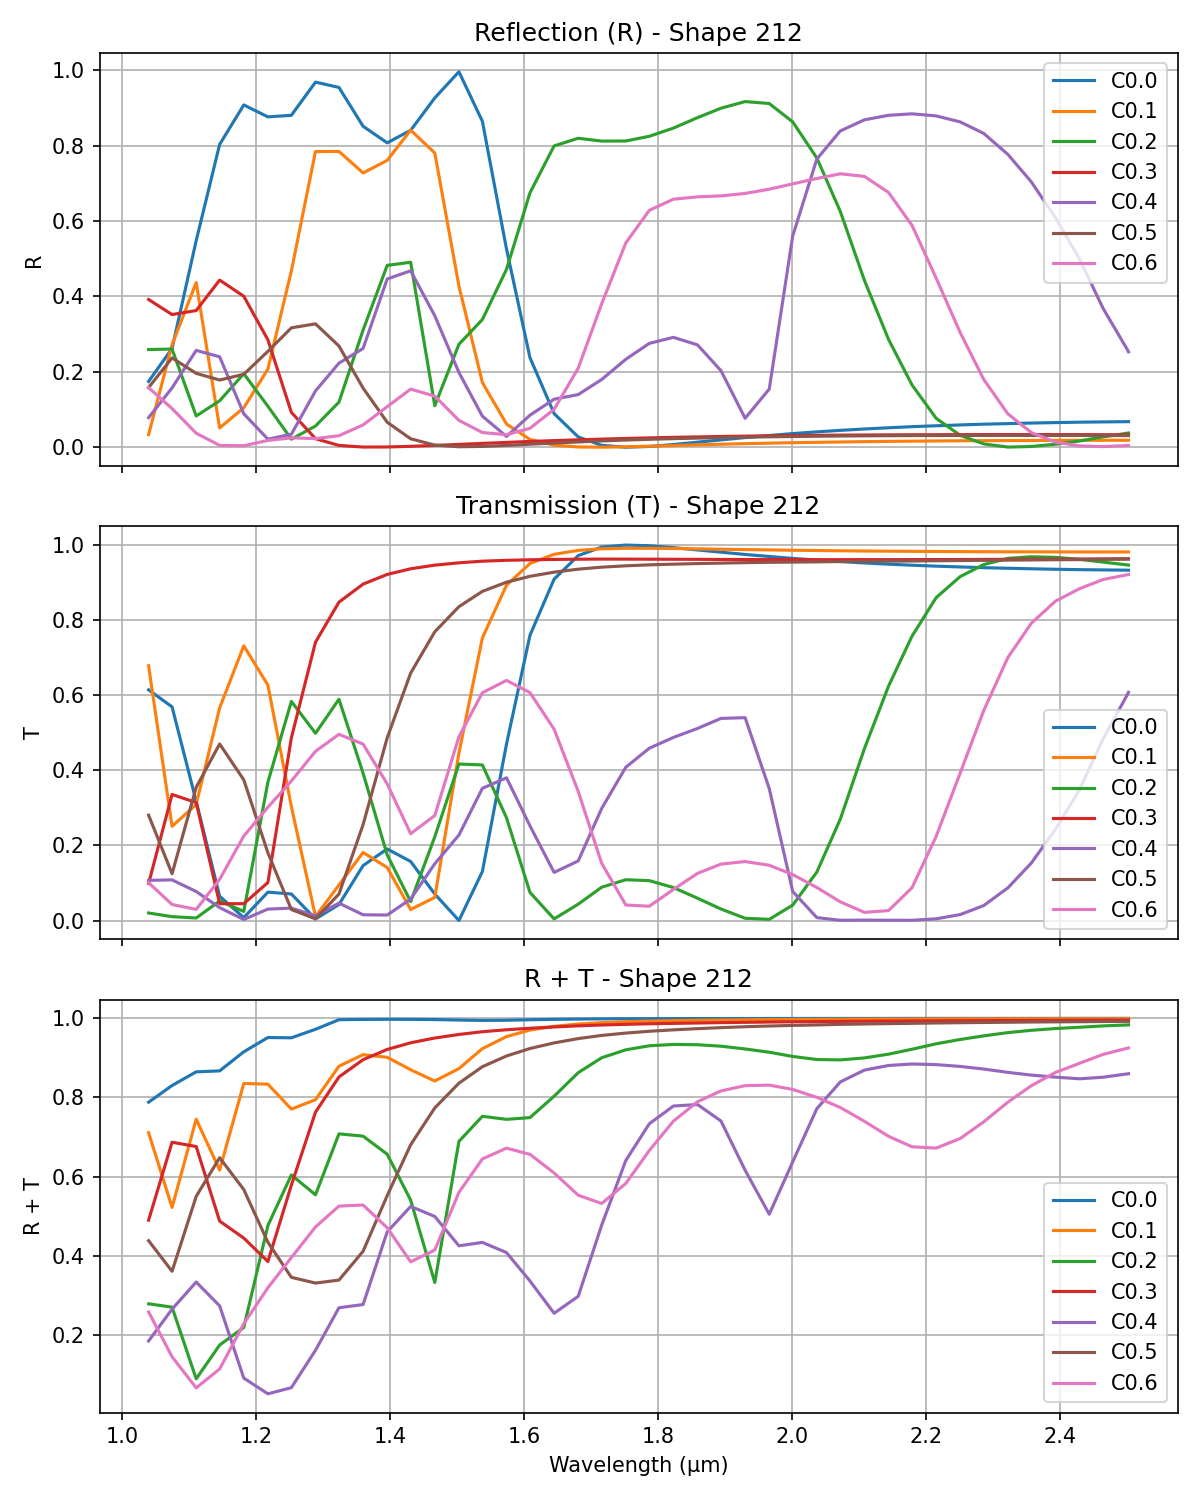 Reflection (R) - Shape 212
1.0
0.8
0.6
0.4
0.2
0.0
R
C0.0
C0.1
C0.2
C0.3
C0.4
C0.5
C0.6
Transmission (T) - Shape 212
1.0
0.8
0.6
0.4
0.2
0.0
T
C0.0
C0.1
C0.2
C0.3
C0.4
C0.5
C0.6
R + T - Shape 212
1.0
0.8
0.6
0.4
0.2
R + T
C0.0
C0.1
C0.2
C0.3
C0.4
C0.5
C0.6
1.0 1.2 1.4 1.6 1.8 2.0 2.2 2.4
Wavelength (μm)